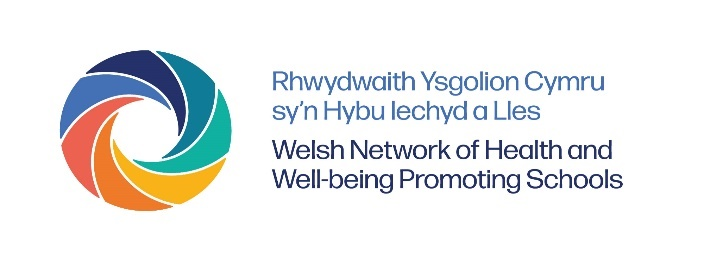 Rhwydwaith Ysgolion Cymru
sy'n Hybu Iechyd a Lles
Welsh Network of Health and
Well-being Promoting Schools